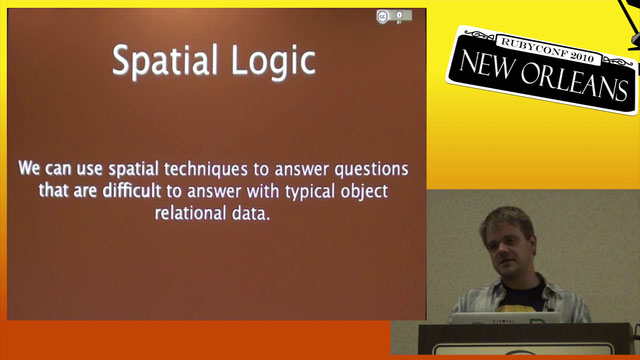 Spatial Logic
We can use spatial techniques to answer questions
that are difficult to answer with typical object
relational data.
RUBYCONF 2010
NEW ORLEANS